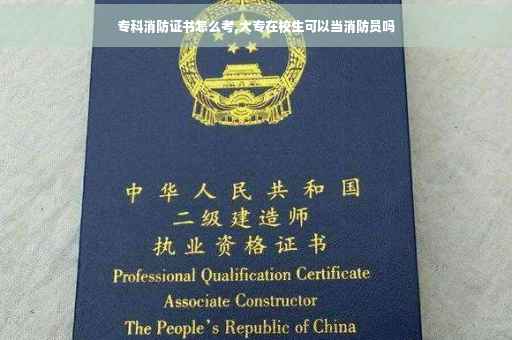 专科消防证书怎么考,大专在校生可以当消防员吗
中华人民共和国
二级建造师
执业资格证书
Professional Qualification Certificate
Associate Constructor
The People's Republic of China